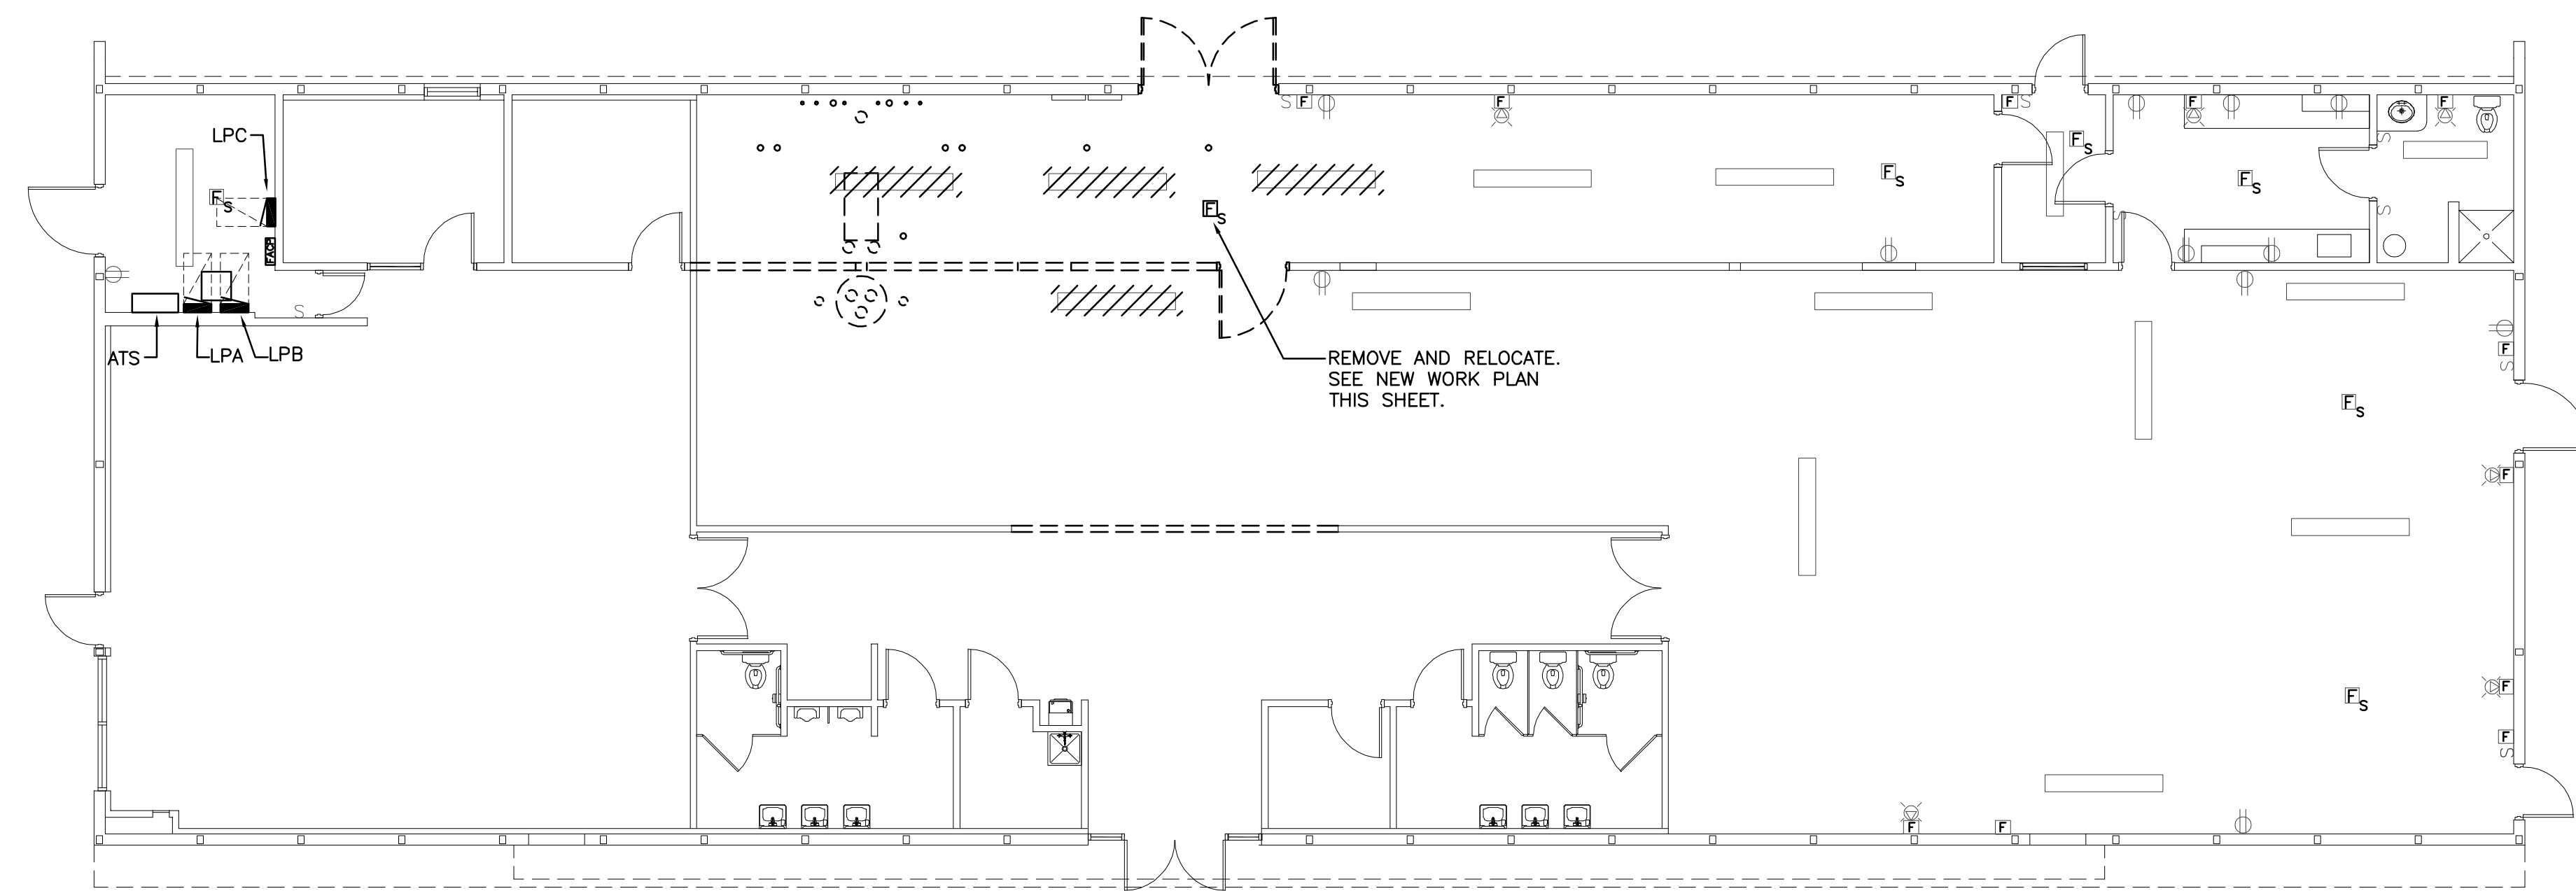 S F
F
F S
F
F
LPC
F S
F S
F S
S
F S
F S
S
S
FACP
S
F
S
ATS
LPA
LPB
REMOVE AND RELOCATE.
SEE NEW WORK PLAN
THIS SHEET.
F S
F
F
F S
F
S
F
F